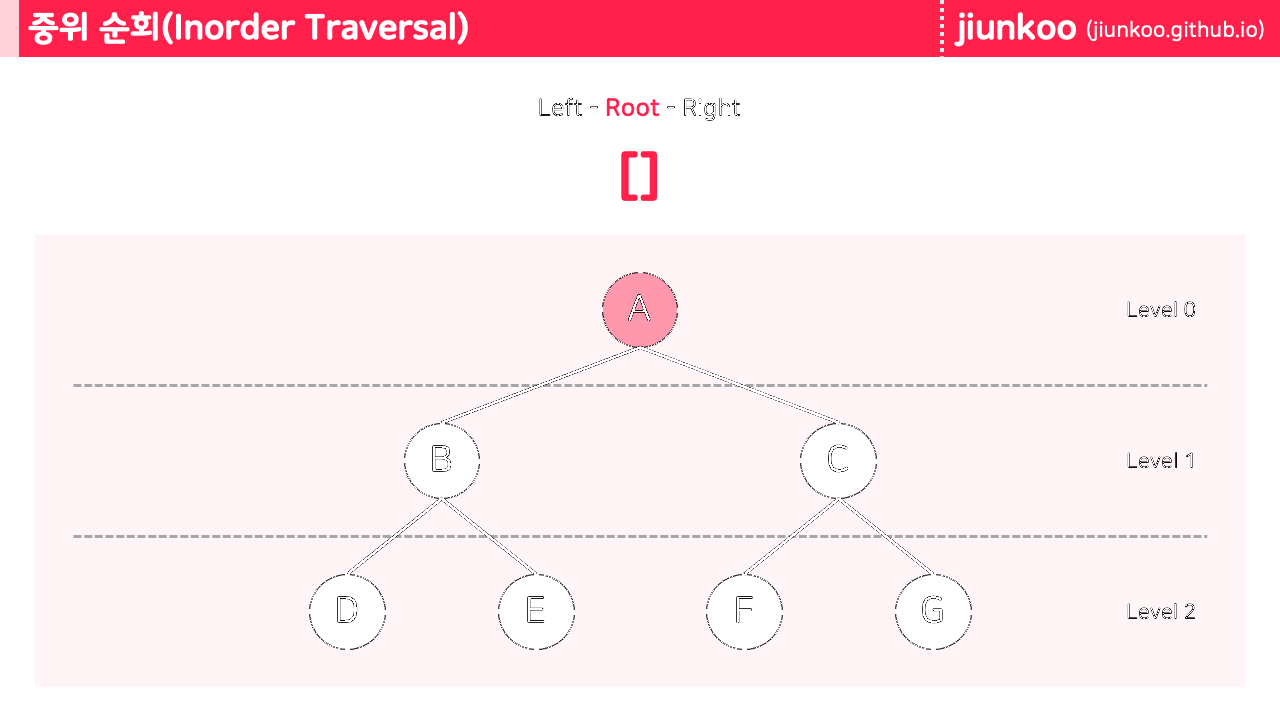 중위 순회(Inorder Traversal)
jiunkoo (jiunkoo.github.io)
Left - Root - Right
[]
A
Level 0
B
C
Level 1
D
E
F
G
Level 2